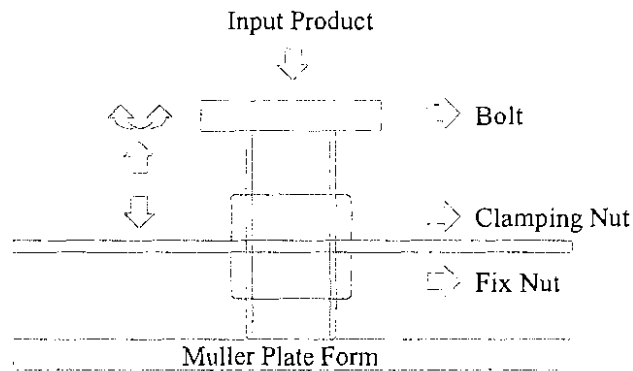 Input Product
Bolt
Clamping Nut
Fix Nut
Muller Plate Form